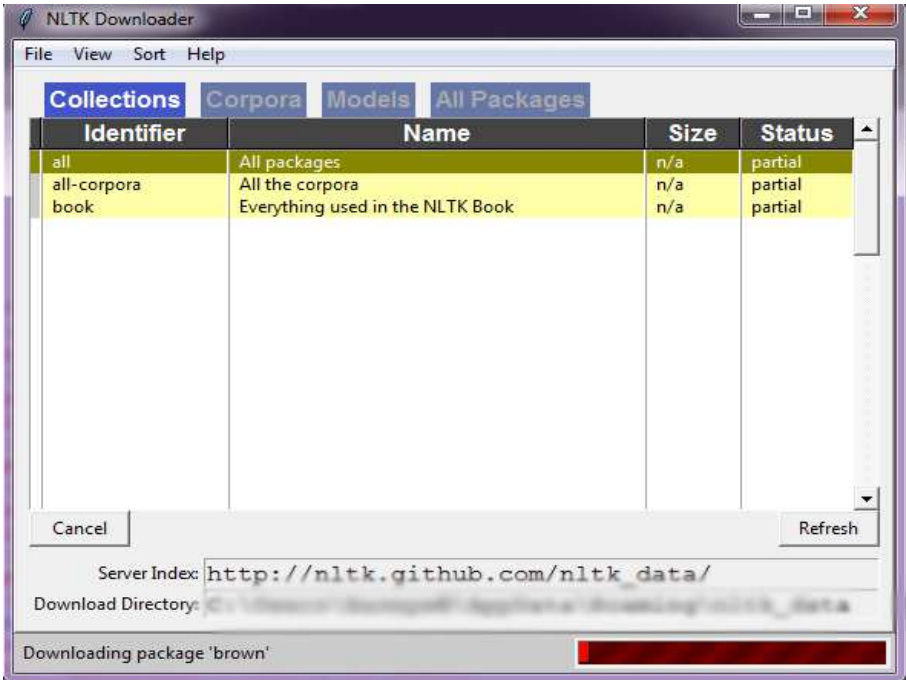 NLTK Downloader
File View Sort Help
Collections Corpora Models All Packages
Identifier Name Size Status
all All packages n/a partial
all-corpora All the corpora n/a partial
book Everything used in the NLTK Book n/a partial
Cancel Refresh
Server Index: http://nltk.github.com/nltk_data/
Download Directory:
Downloading package 'brown'